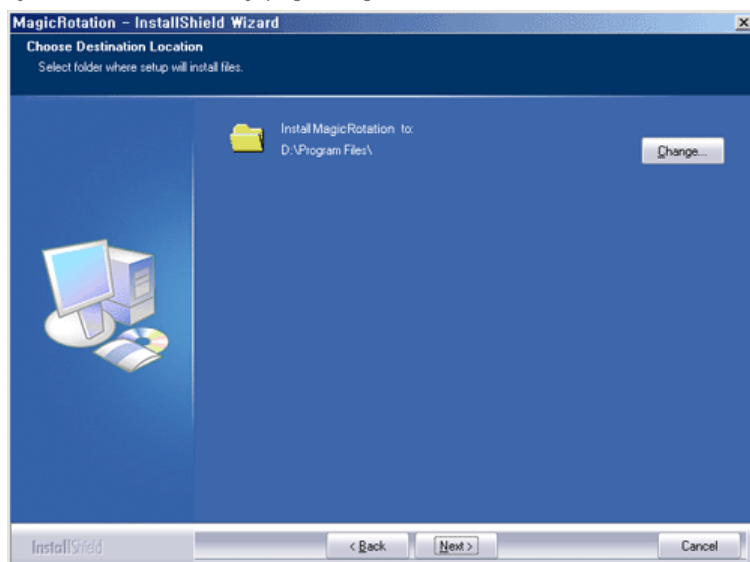 MagicRotation – InstallShield Wizard
Choose Destination Location
Select folder where setup will install files.
Install MagicRotation to:
D:\Program Files\
Change...
InstallShield
< Back
Next >
Cancel